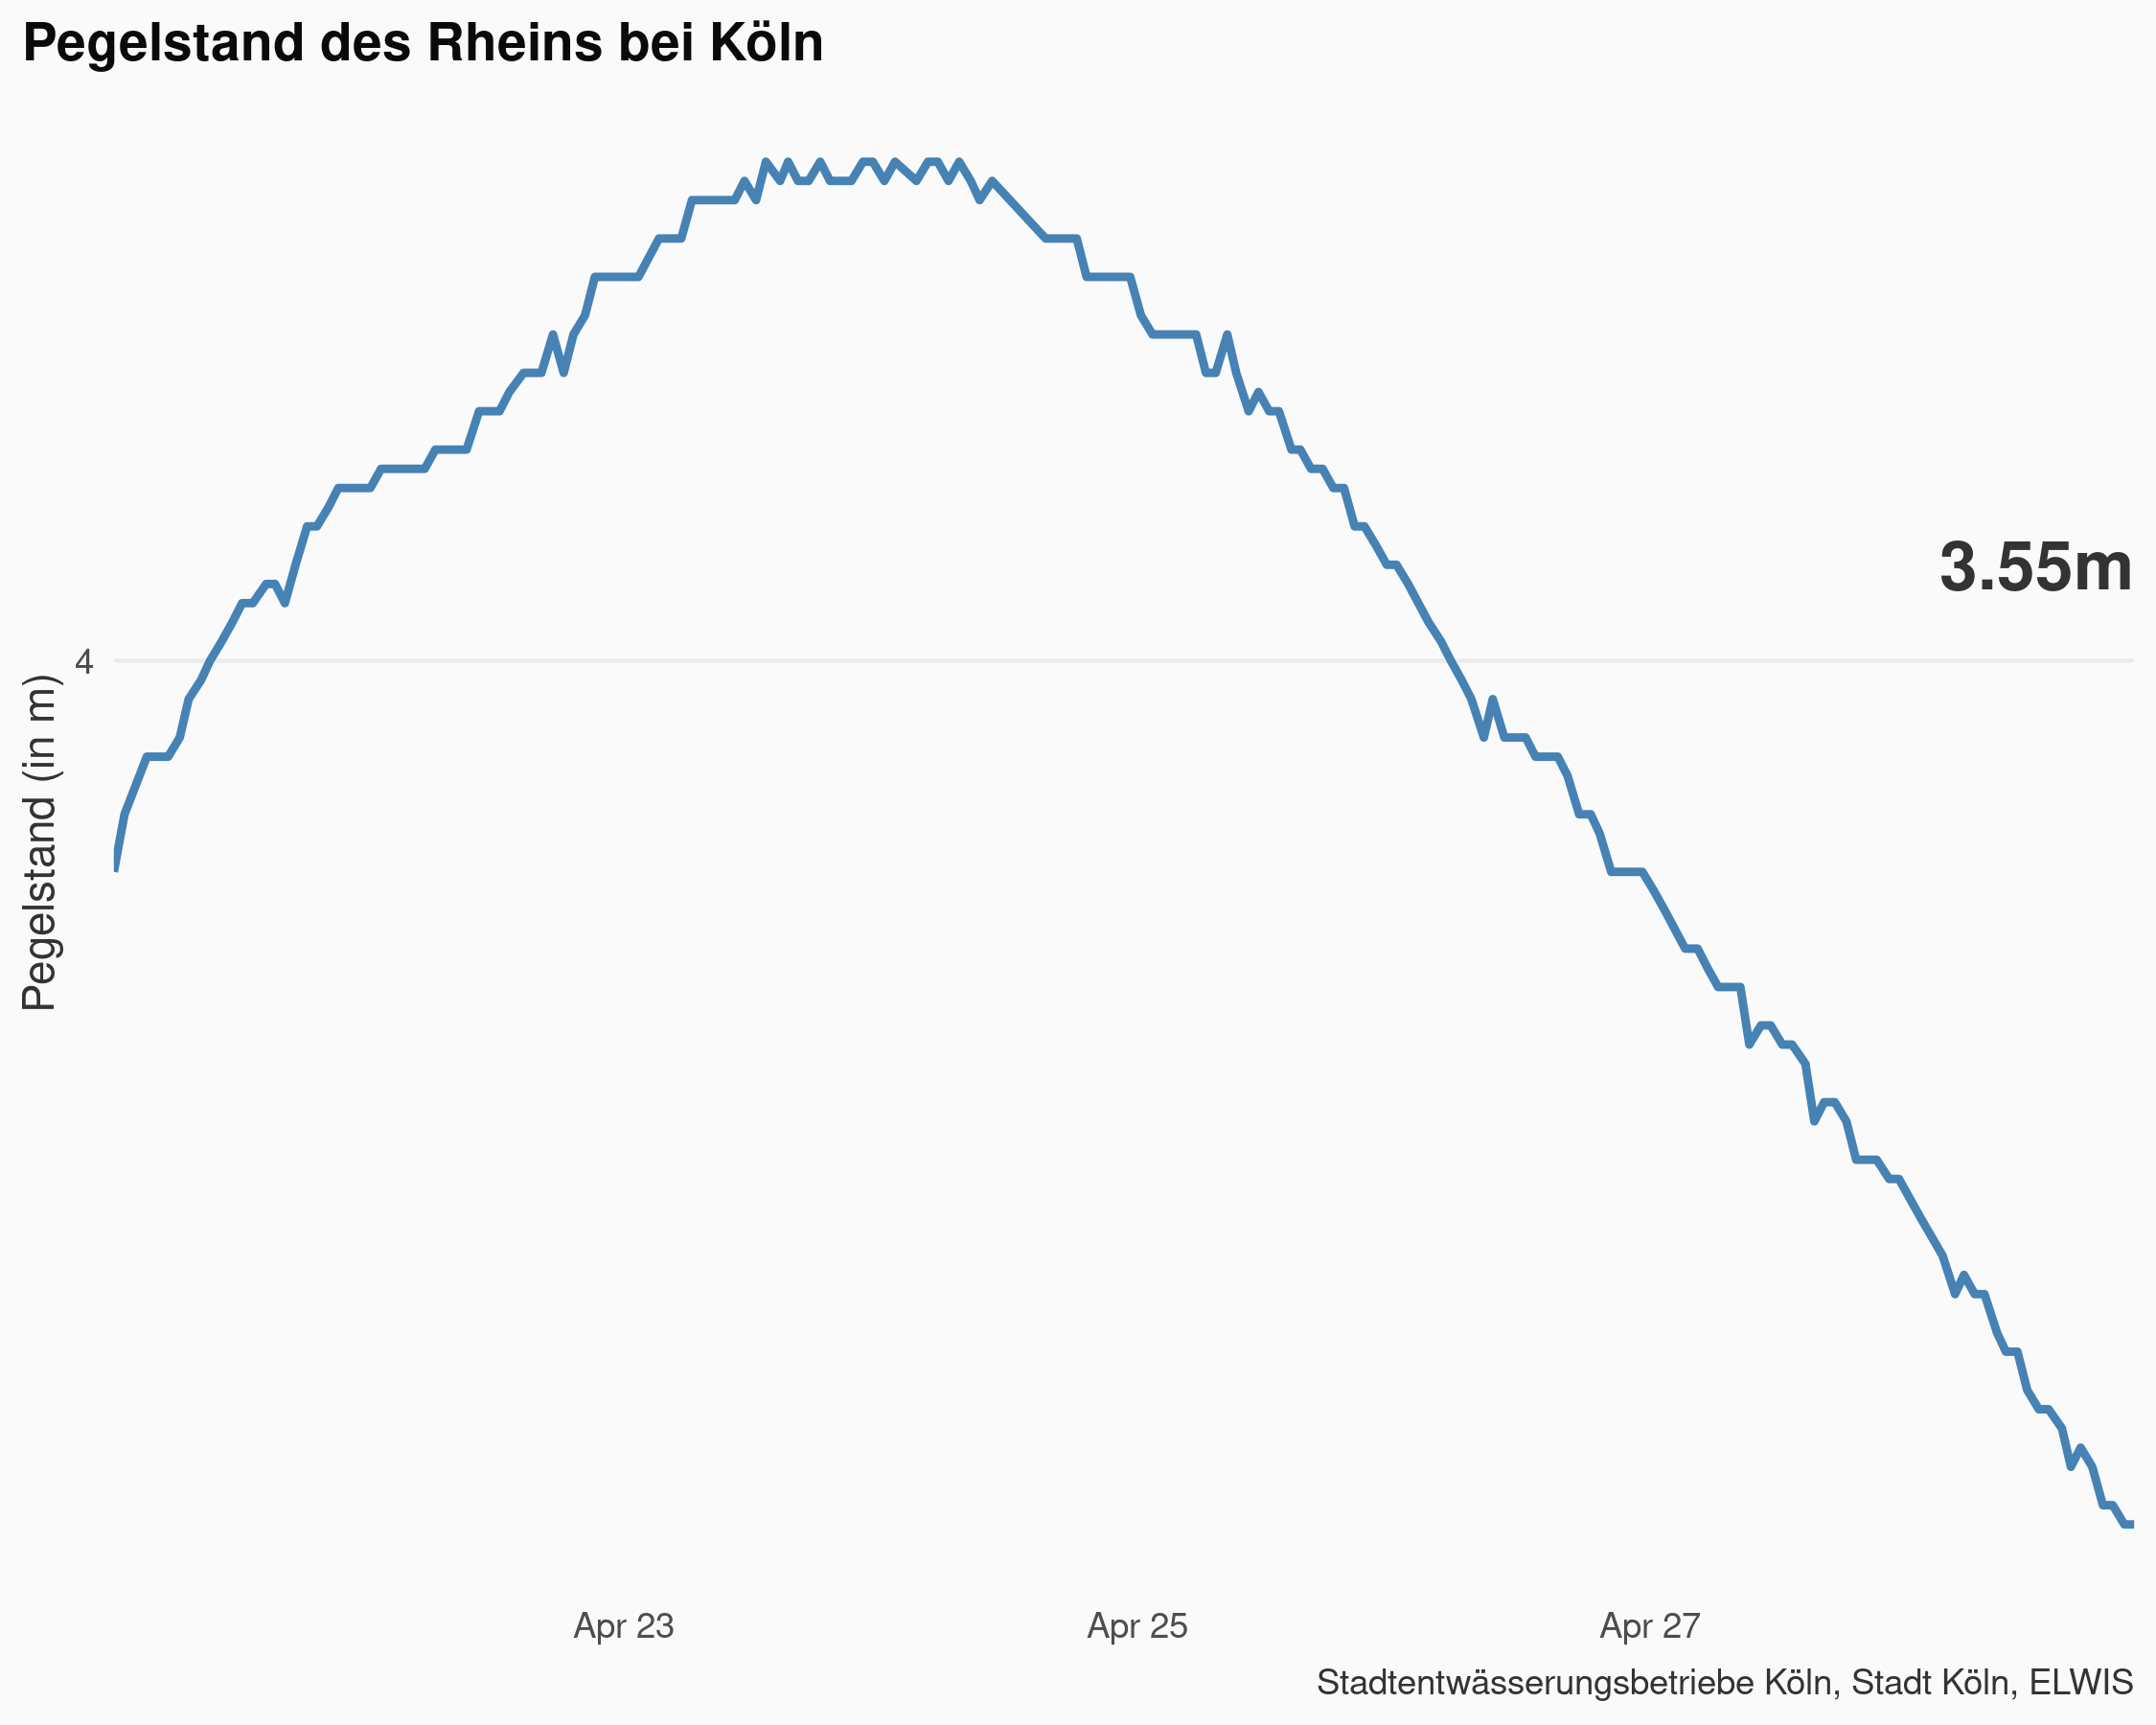 Pegelstand des Rheins bei Köln
3.55m
4
Pegelstand (in m)
Apr 23
Apr 25
Apr 27
Stadtentwässerungsbetriebe Köln, Stadt Köln, ELWIS